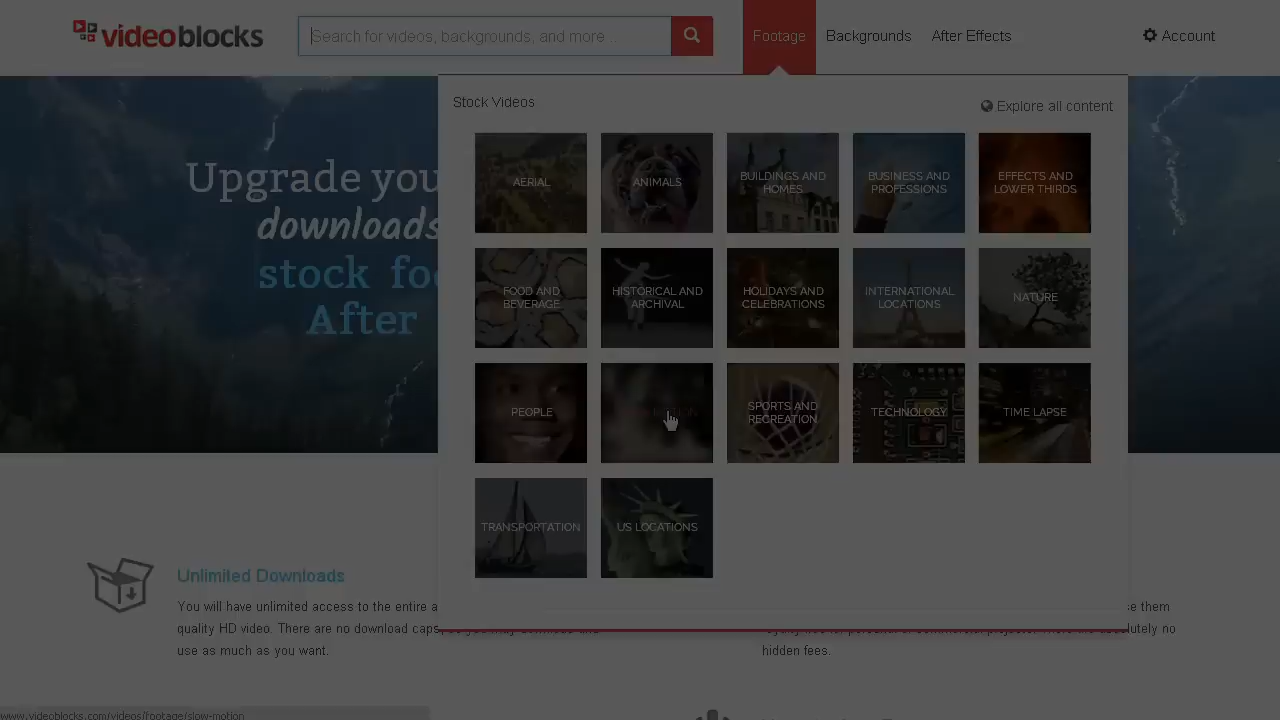 videoblocks
Search for videos, backgrounds, and more ...
Footage
Backgrounds
After Effects
Account
Stock Videos
Explore all content
Upgrade you
downloads
stock fo
After
AERIAL
ANIMALS
BUILDINGS AND
HOMES
BUSINESS AND
PROFESSIONS
EFFECTS AND
LOWER THIRDS
FOOD AND
BEVERAGE
HISTORICAL AND
ARCHIVAL
HOLIDAYS AND
CELEBRATIONS
INTERNATIONAL
LOCATIONS
NATURE
PEOPLE
SPORTS AND
RECREATION
TECHNOLOGY
TIME LAPSE
TRANSPORTATION
US LOCATIONS
Unlimited Downloads
You will have unlimited access to the entire a
quality HD video. There are no download caps,
use as much as you want.
se them
no
hidden fees.
www.videoblocks.com/videos/footage/slow-motion